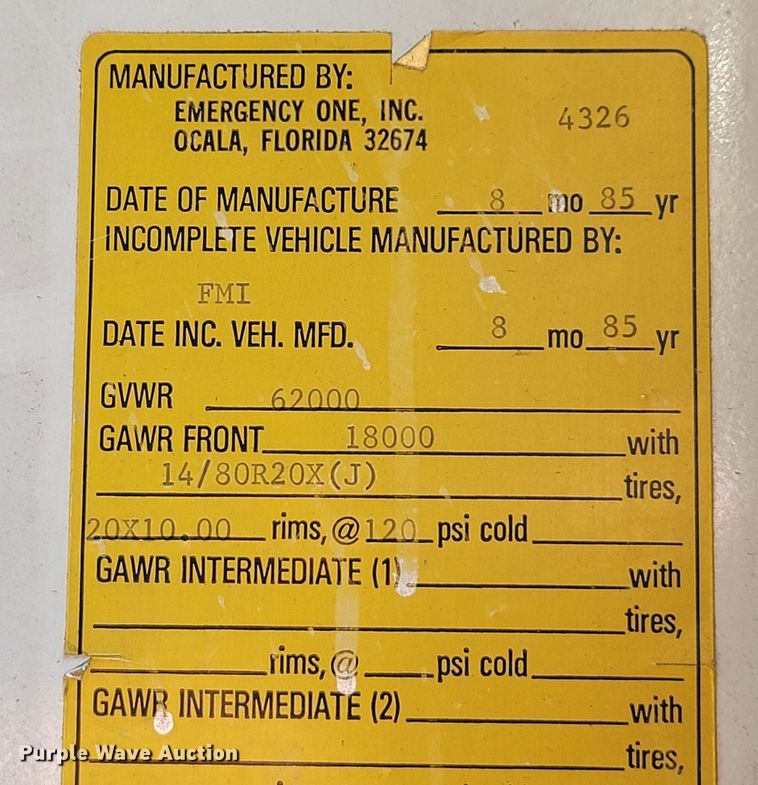 MANUFACTURED BY:
EMERGENCY ONE, INC. 4326
OCALA, FLORIDA 32674
DATE OF MANUFACTURE 8 mo 85 yr
INCOMPLETE VEHICLE MANUFACTURED BY:
FMI
DATE INC. VEH. MFD. 8 mo 85 yr
GVWR 62000
GAWR FRONT 18000 with
14/80R20X(J) tires,
20X10.00 rims, @ 120 psi cold
GAWR INTERMEDIATE (1) with
tires,
rims, @ psi cold
GAWR INTERMEDIATE (2) with
tires,
Purple Wave Auction